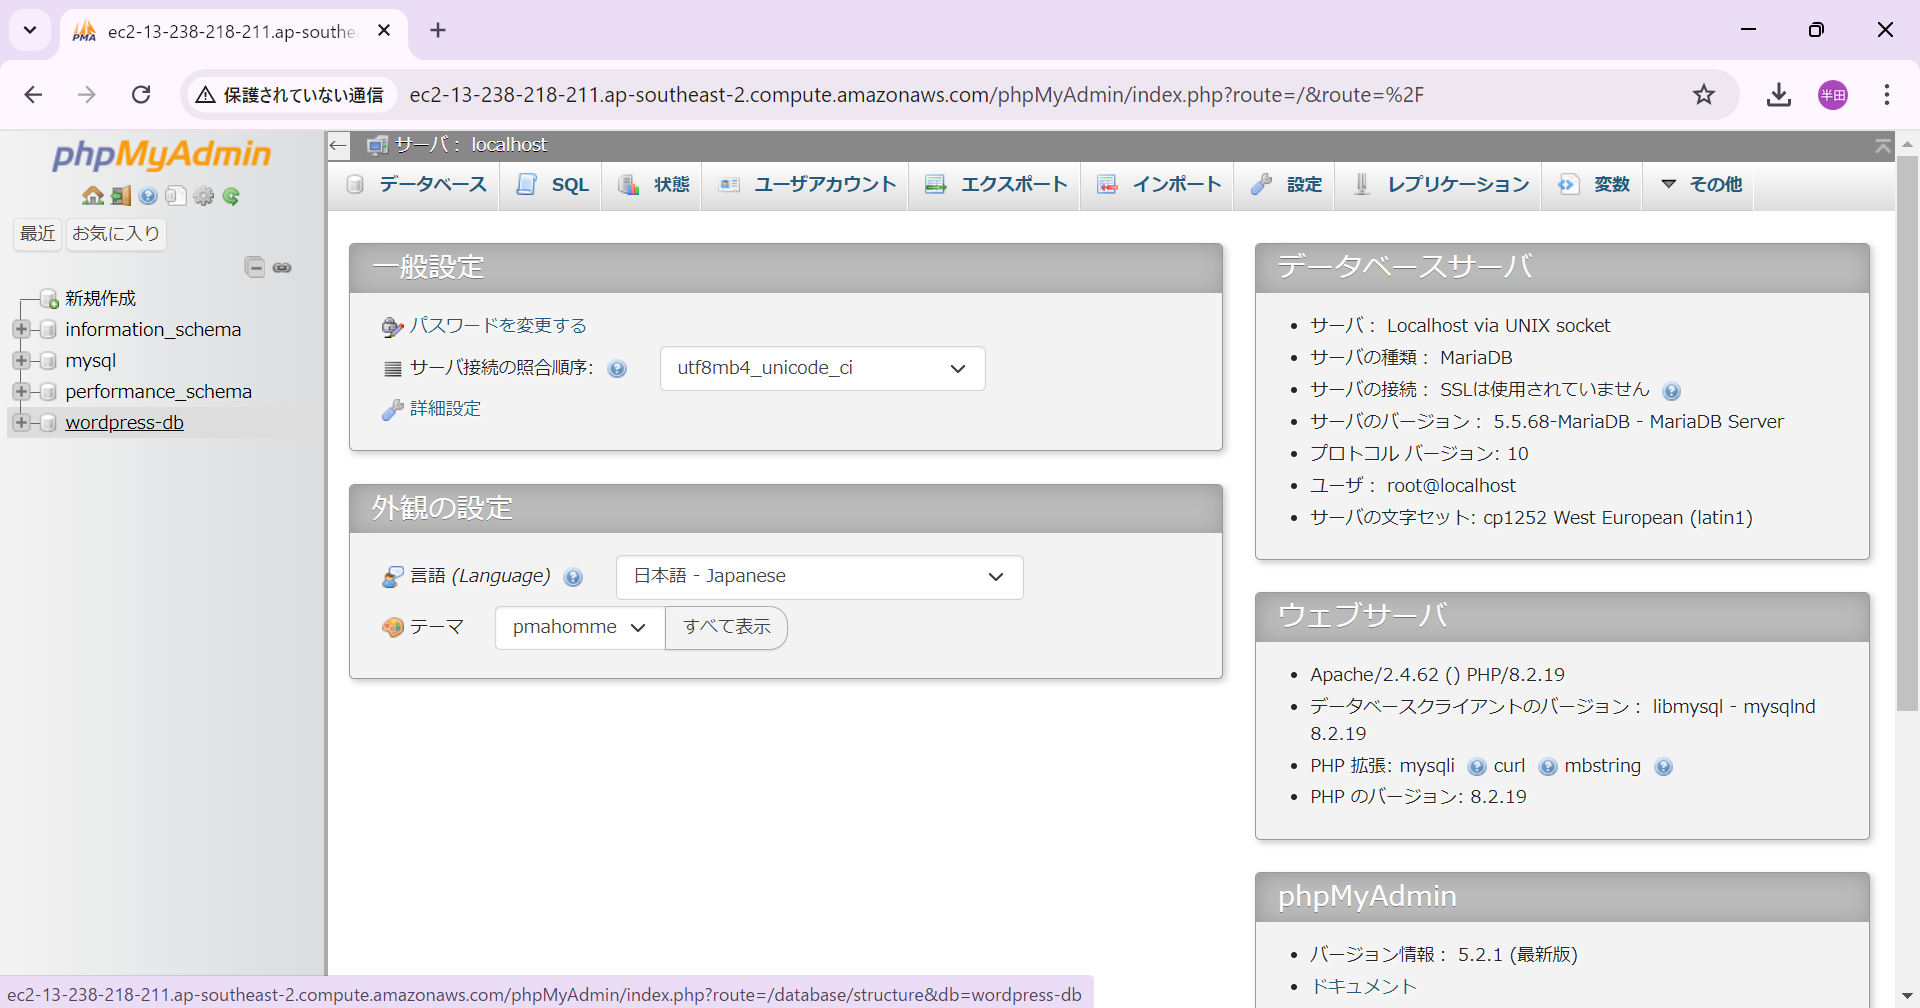 ec2-13-238-218-211.ap-southe
保護されていない通信
ec2-13-238-218-211.ap-southeast-2.compute.amazonaws.com/phpMyAdmin/index.php?route=/&route=%2F
半田
phpMyAdmin
最近 お気に入り
新規作成
information_schema
mysql
performance_schema
wordpress-db
サーバ： localhost
データベース SQL 状態 ユーザアカウント エクスポート インポート 設定 レプリケーション 変数 その他
一般設定
パスワードを変更する
サーバ接続の照合順序: utf8mb4_unicode_ci
詳細設定
外観の設定
言語 (Language) 日本語 - Japanese
テーマ pmahomme すべて表示
データベースサーバ
サーバ： Localhost via UNIX socket
サーバの種類： MariaDB
サーバの接続： SSLは使用されていません
サーバのバージョン： 5.5.68-MariaDB - MariaDB Server
プロトコル バージョン: 10
ユーザ： root@localhost
サーバの文字セット: cp1252 West European (latin1)
ウェブサーバ
Apache/2.4.62 () PHP/8.2.19
データベースクライアントのバージョン： libmysql - mysqlnd
8.2.19
PHP 拡張: mysqli curl mbstring
PHP のバージョン: 8.2.19
phpMyAdmin
バージョン情報： 5.2.1 (最新版)
ドキュメント
ec2-13-238-218-211.ap-southeast-2.compute.amazonaws.com/phpMyAdmin/index.php?route=/database/structure&db=wordpress-db